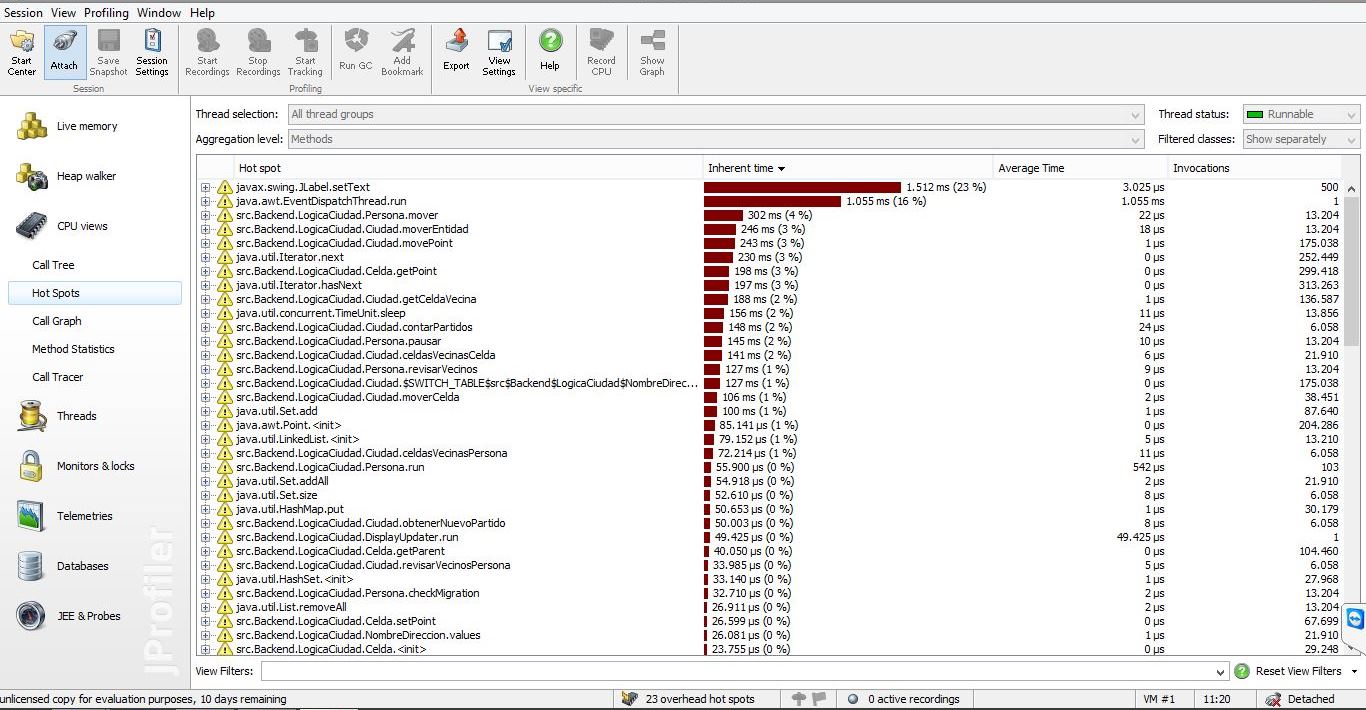 Session View Profiling Window Help
Start Center Attach Save Snapshot Session Settings Start Recordings Stop Recordings Start Tracking Run GC Add Bookmark Export View Settings Help Record CPU Show Graph
Session Profiling View specific
Live memory
Heap walker
CPU views
Call Tree
Hot Spots
Call Graph
Method Statistics
Call Tracer
Threads
Monitors & locks
Telemetries
Databases
JEE & Probes
JProfiler
Thread selection: All thread groups Thread status: Runnable
Aggregation level: Methods Filtered classes: Show separately
Hot spot Inherent time Average Time Invocations
javax.swing.JLabel.setText 1.512 ms (23 %) 3.025 µs 500
java.awt.EventDispatchThread.run 1.055 ms (16 %) 1.055 ms 1
src.Backend.LogicaCiudad.Persona.mover 302 ms (4 %) 22 µs 13.204
src.Backend.LogicaCiudad.Ciudad.moverEntidad 246 ms (3 %) 18 µs 13.204
src.Backend.LogicaCiudad.Ciudad.movePoint 243 ms (3 %) 1 µs 175.038
java.util.Iterator.next 230 ms (3 %) 0 µs 252.449
src.Backend.LogicaCiudad.Celda.getPoint 198 ms (3 %) 0 µs 299.418
java.util.Iterator.hasNext 197 ms (3 %) 0 µs 313.263
src.Backend.LogicaCiudad.Ciudad.getCeldaVecina 188 ms (2 %) 1 µs 136.587
java.util.concurrent.TimeUnit.sleep 156 ms (2 %) 11 µs 13.856
src.Backend.LogicaCiudad.Ciudad.contarPartidos 148 ms (2 %) 24 µs 6.058
src.Backend.LogicaCiudad.Persona.pausar 145 ms (2 %) 10 µs 13.204
src.Backend.LogicaCiudad.Ciudad.celdasVecinasCelda 141 ms (2 %) 6 µs 21.910
src.Backend.LogicaCiudad.Persona.revisarVecinos 127 ms (1 %) 9 µs 13.204
src.Backend.LogicaCiudad.Ciudad.$SWITCH_TABLE$src$Backend$LogicaCiudad$NombreDirec... 127 ms (1 %) 0 µs 175.038
src.Backend.LogicaCiudad.Ciudad.moverCelda 106 ms (1 %) 2 µs 38.451
java.util.Set.add 100 ms (1 %) 1 µs 87.640
java.awt.Point.<init> 85.141 µs (1 %) 0 µs 204.286
java.util.LinkedList.<init> 79.152 µs (1 %) 5 µs 13.210
src.Backend.LogicaCiudad.Ciudad.celdasVecinasPersona 72.214 µs (1 %) 11 µs 6.058
src.Backend.LogicaCiudad.Persona.run 55.900 µs (0 %) 542 µs 103
java.util.Set.addAll 54.918 µs (0 %) 2 µs 21.910
java.util.Set.size 52.610 µs (0 %) 8 µs 6.058
java.util.HashMap.put 50.653 µs (0 %) 1 µs 30.179
src.Backend.LogicaCiudad.Ciudad.obtenerNuevoPartido 50.003 µs (0 %) 8 µs 6.058
src.Backend.LogicaCiudad.DisplayUpdater.run 49.425 µs (0 %) 49.425 µs 1
src.Backend.LogicaCiudad.Celda.getParent 40.050 µs (0 %) 0 µs 104.460
src.Backend.LogicaCiudad.Ciudad.revisarVecinosPersona 33.985 µs (0 %) 5 µs 6.058
java.util.HashSet.<init> 33.140 µs (0 %) 1 µs 27.968
src.Backend.LogicaCiudad.Persona.checkMigration 32.710 µs (0 %) 2 µs 13.204
java.util.List.removeAll 26.911 µs (0 %) 2 µs 13.204
src.Backend.LogicaCiudad.Celda.setPoint 26.599 µs (0 %) 0 µs 67.699
src.Backend.LogicaCiudad.NombreDireccion.values 26.081 µs (0 %) 1 µs 21.910
src.Backend.LogicaCiudad.Celda.<init> 23.755 µs (0 %) 0 µs 29.248
View Filters: Reset View Filters
unlicensed copy for evaluation purposes, 10 days remaining 23 overhead hot spots 0 active recordings VM #1 11:20 Detached